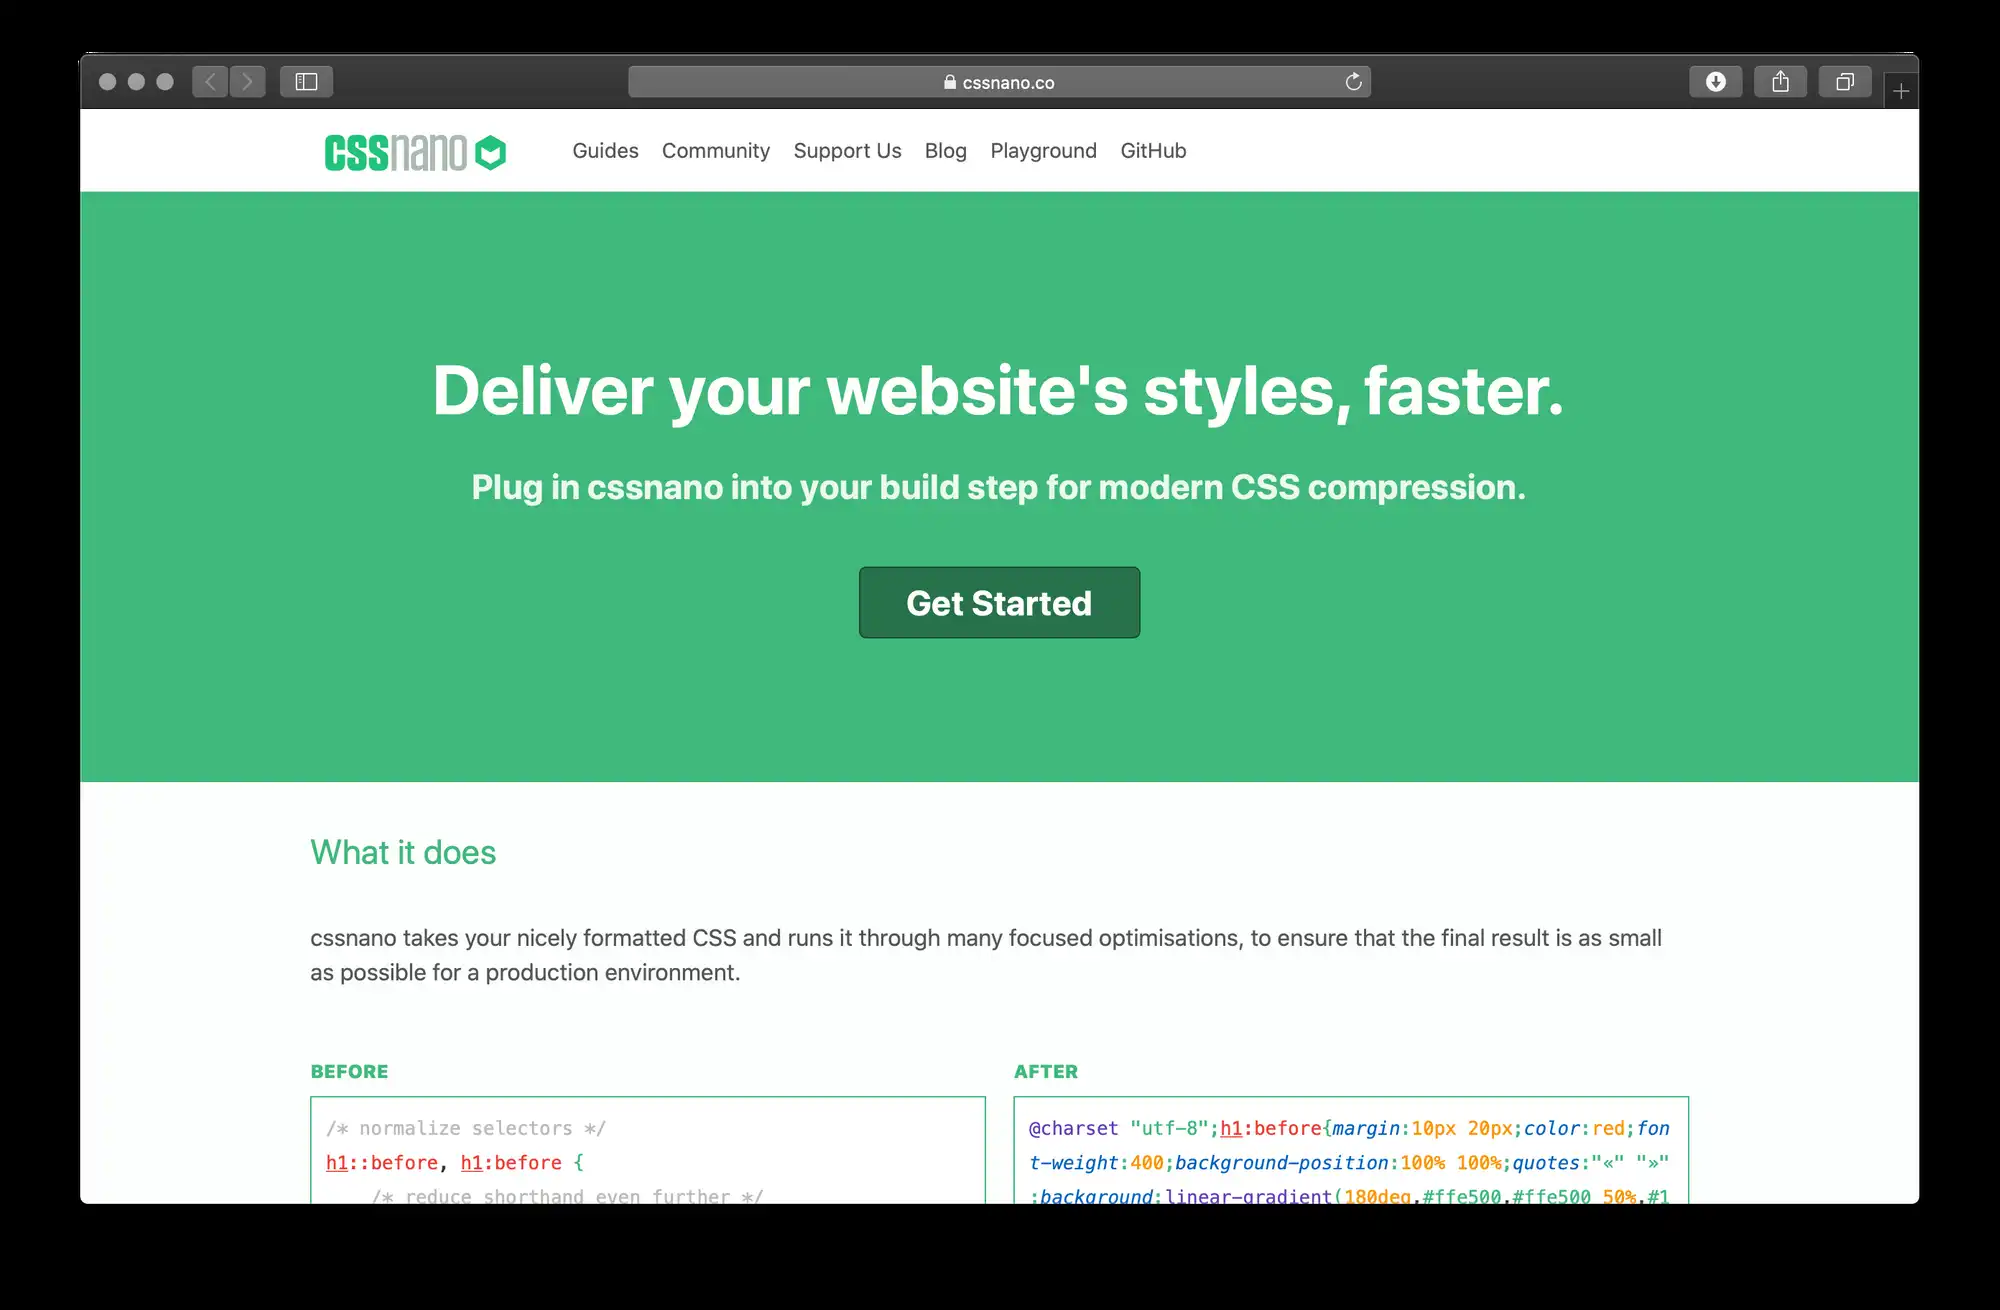 cssnano.co
cssnano
Guides Community Support Us Blog Playground GitHub
Deliver your website's styles, faster.
Plug in cssnano into your build step for modern CSS compression.
Get Started
What it does
cssnano takes your nicely formatted CSS and runs it through many focused optimisations, to ensure that the final result is as small
as possible for a production environment.
BEFORE
/* normalize selectors */
h1::before, h1:before {
/* reduce shorthand even further */
AFTER
@charset "utf-8";h1:before{margin:10px 20px;color:red;fon
t-weight:400;background-position:100% 100%;quotes:"«" "»"
;background:linear-gradient(180deg,#ffe500,#ffe500 50%,#1